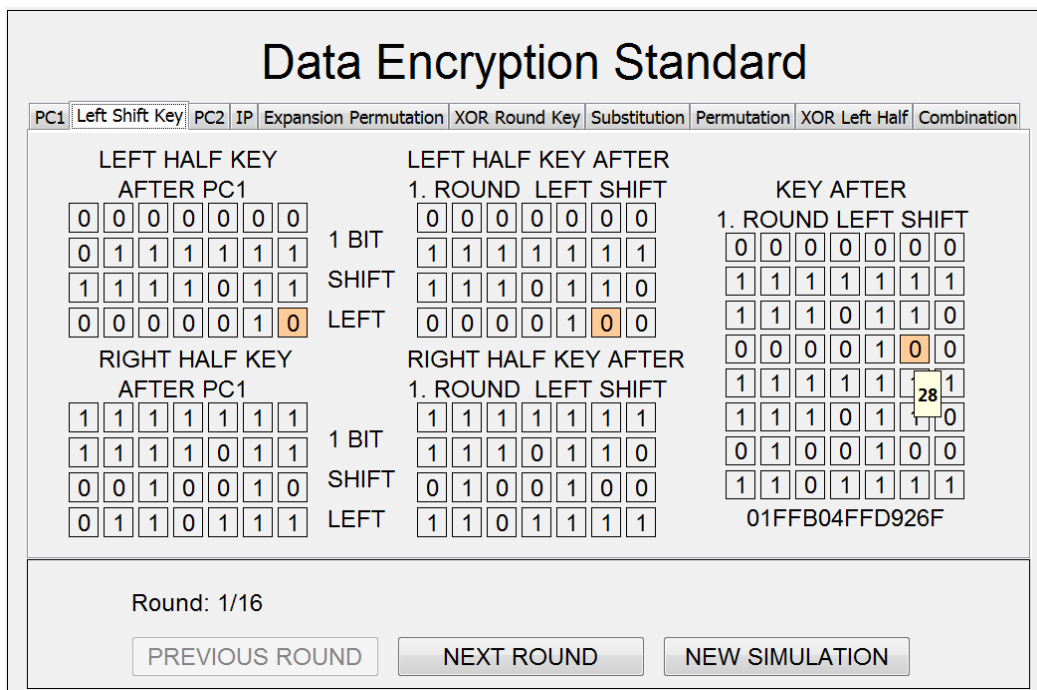 Data Encryption Standard
PC1 Left Shift Key PC2 IP Expansion Permutation XOR Round Key Substitution Permutation XOR Left Half Combination
LEFT HALF KEY
AFTER PC1
0 0 0 0 0 0 0
0 1 1 1 1 1 1
1 1 1 1 0 1 1
0 0 0 0 0 1 0
1 BIT
SHIFT
LEFT
LEFT HALF KEY AFTER
1. ROUND LEFT SHIFT
0 0 0 0 0 0 0
1 1 1 1 1 1 1
1 1 1 0 1 1 0
0 0 0 0 1 0 0
RIGHT HALF KEY
AFTER PC1
1 1 1 1 1 1 1
1 1 1 1 0 1 1
0 0 1 0 0 1 0
0 1 1 0 1 1 1
1 BIT
SHIFT
LEFT
RIGHT HALF KEY AFTER
1. ROUND LEFT SHIFT
1 1 1 1 1 1 1
1 1 1 0 1 1 0
0 1 0 0 1 0 0
1 1 0 1 1 1 1
KEY AFTER
1. ROUND LEFT SHIFT
0 0 0 0 0 0 0
1 1 1 1 1 1 1
1 1 1 0 1 1 0
0 0 0 0 1 0 0
1 1 1 1 1 1
28
1 1 1 0 1 0
0 1 0 0 1 0 0
1 1 0 1 1 1 1
01FFB04FFD926F
Round: 1/16
PREVIOUS ROUND NEXT ROUND NEW SIMULATION